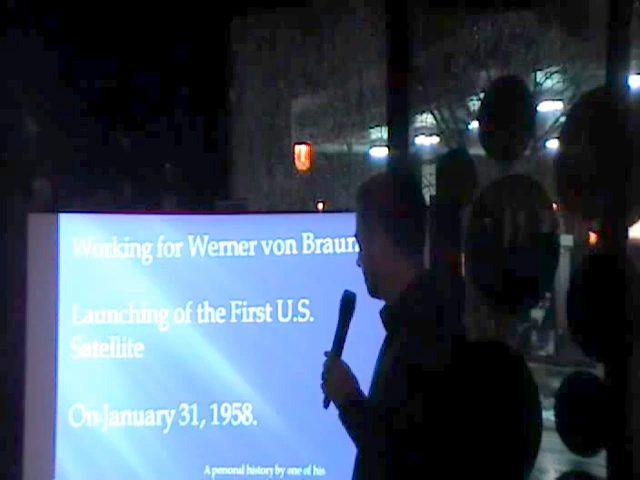 Working for Werner von Braun
Launching of the First U.S.
Satellite
On January 31, 1958.
A personal history by one of his